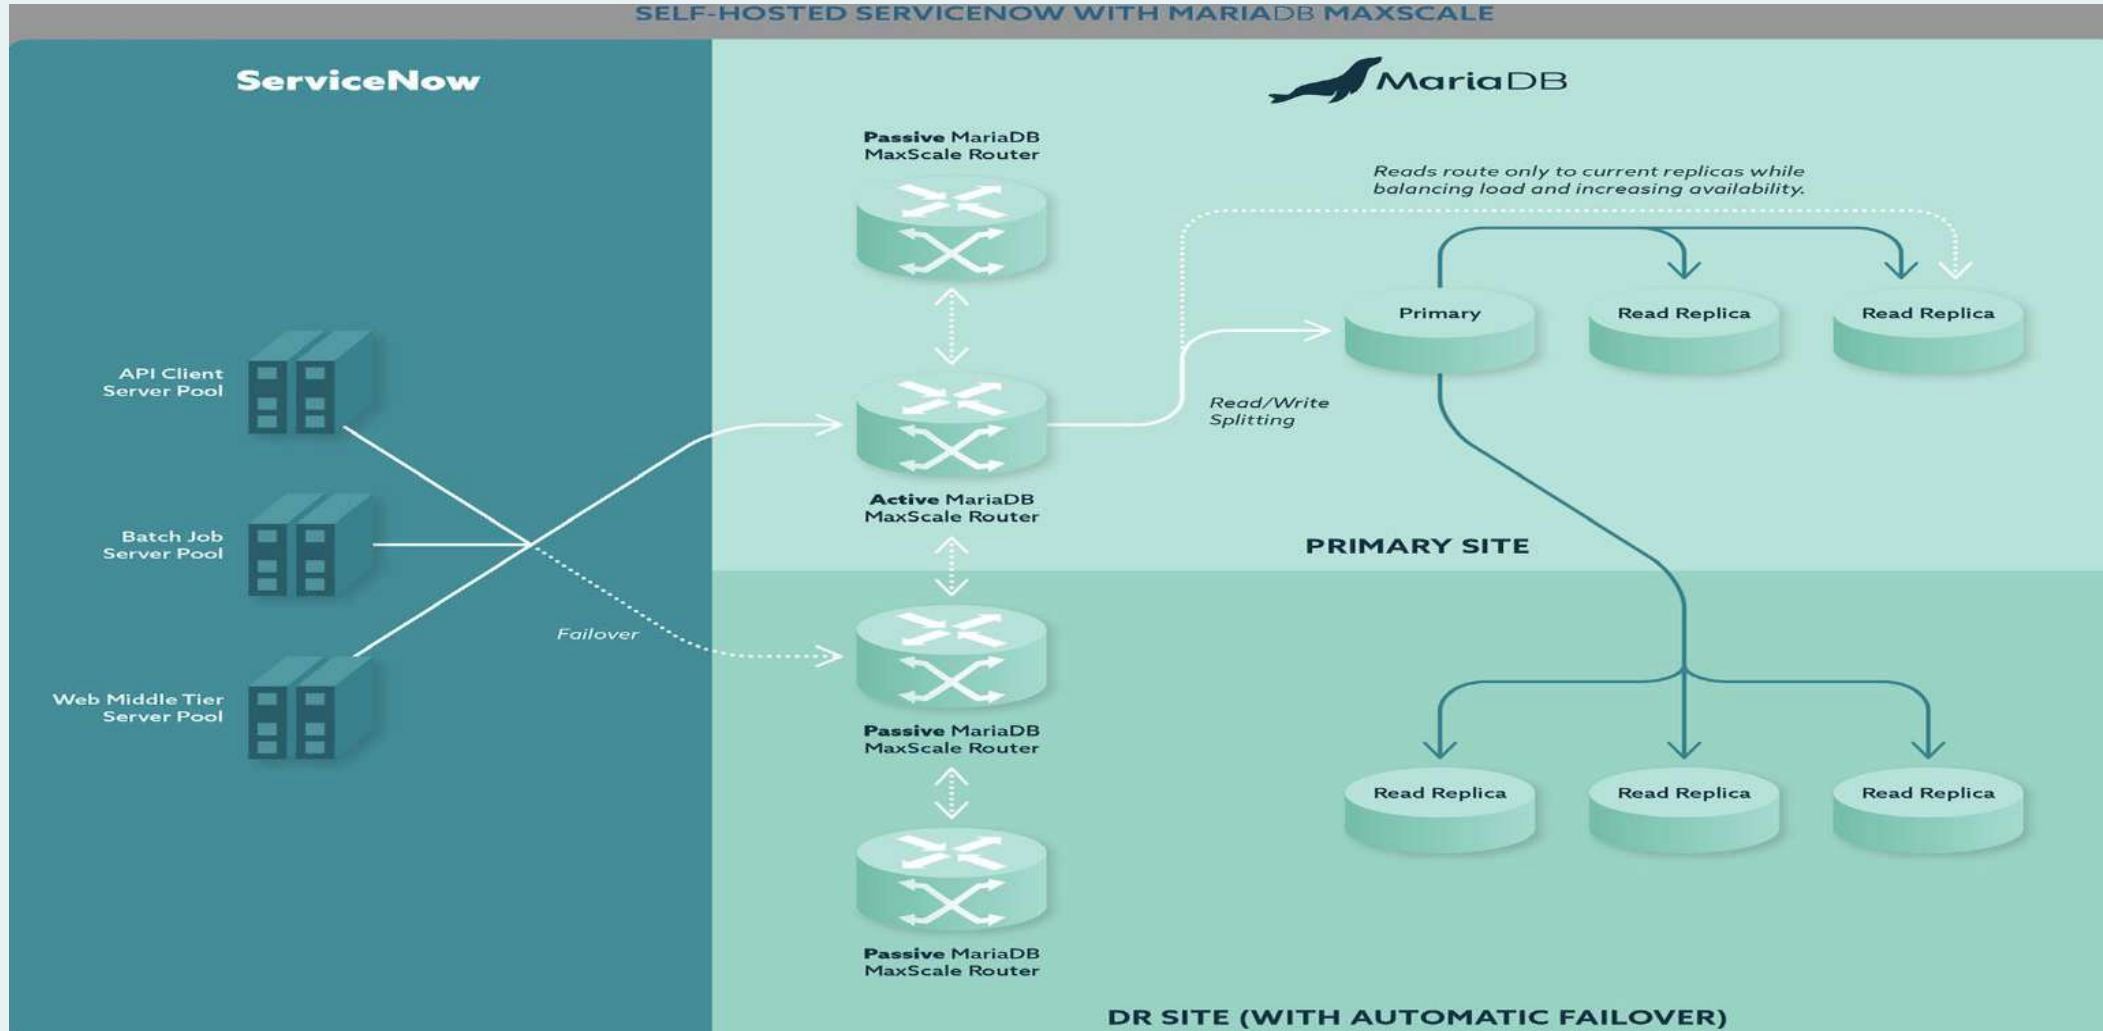 SELF-HOSTED SERVICENOW WITH MARIADB MAXSCALE
ServiceNow
MariaDB
Passive MariaDB
MaxScale Router
Reads route only to current replicas while
balancing load and increasing availability.
Primary
Read Replica
Read Replica
API Client
Server Pool
Read/Write
Splitting
Active MariaDB
MaxScale Router
Batch Job
Server Pool
PRIMARY SITE
Failover
Web Middle Tier
Server Pool
Passive MariaDB
MaxScale Router
Read Replica
Read Replica
Read Replica
Passive MariaDB
MaxScale Router
DR SITE (WITH AUTOMATIC FAILOVER)